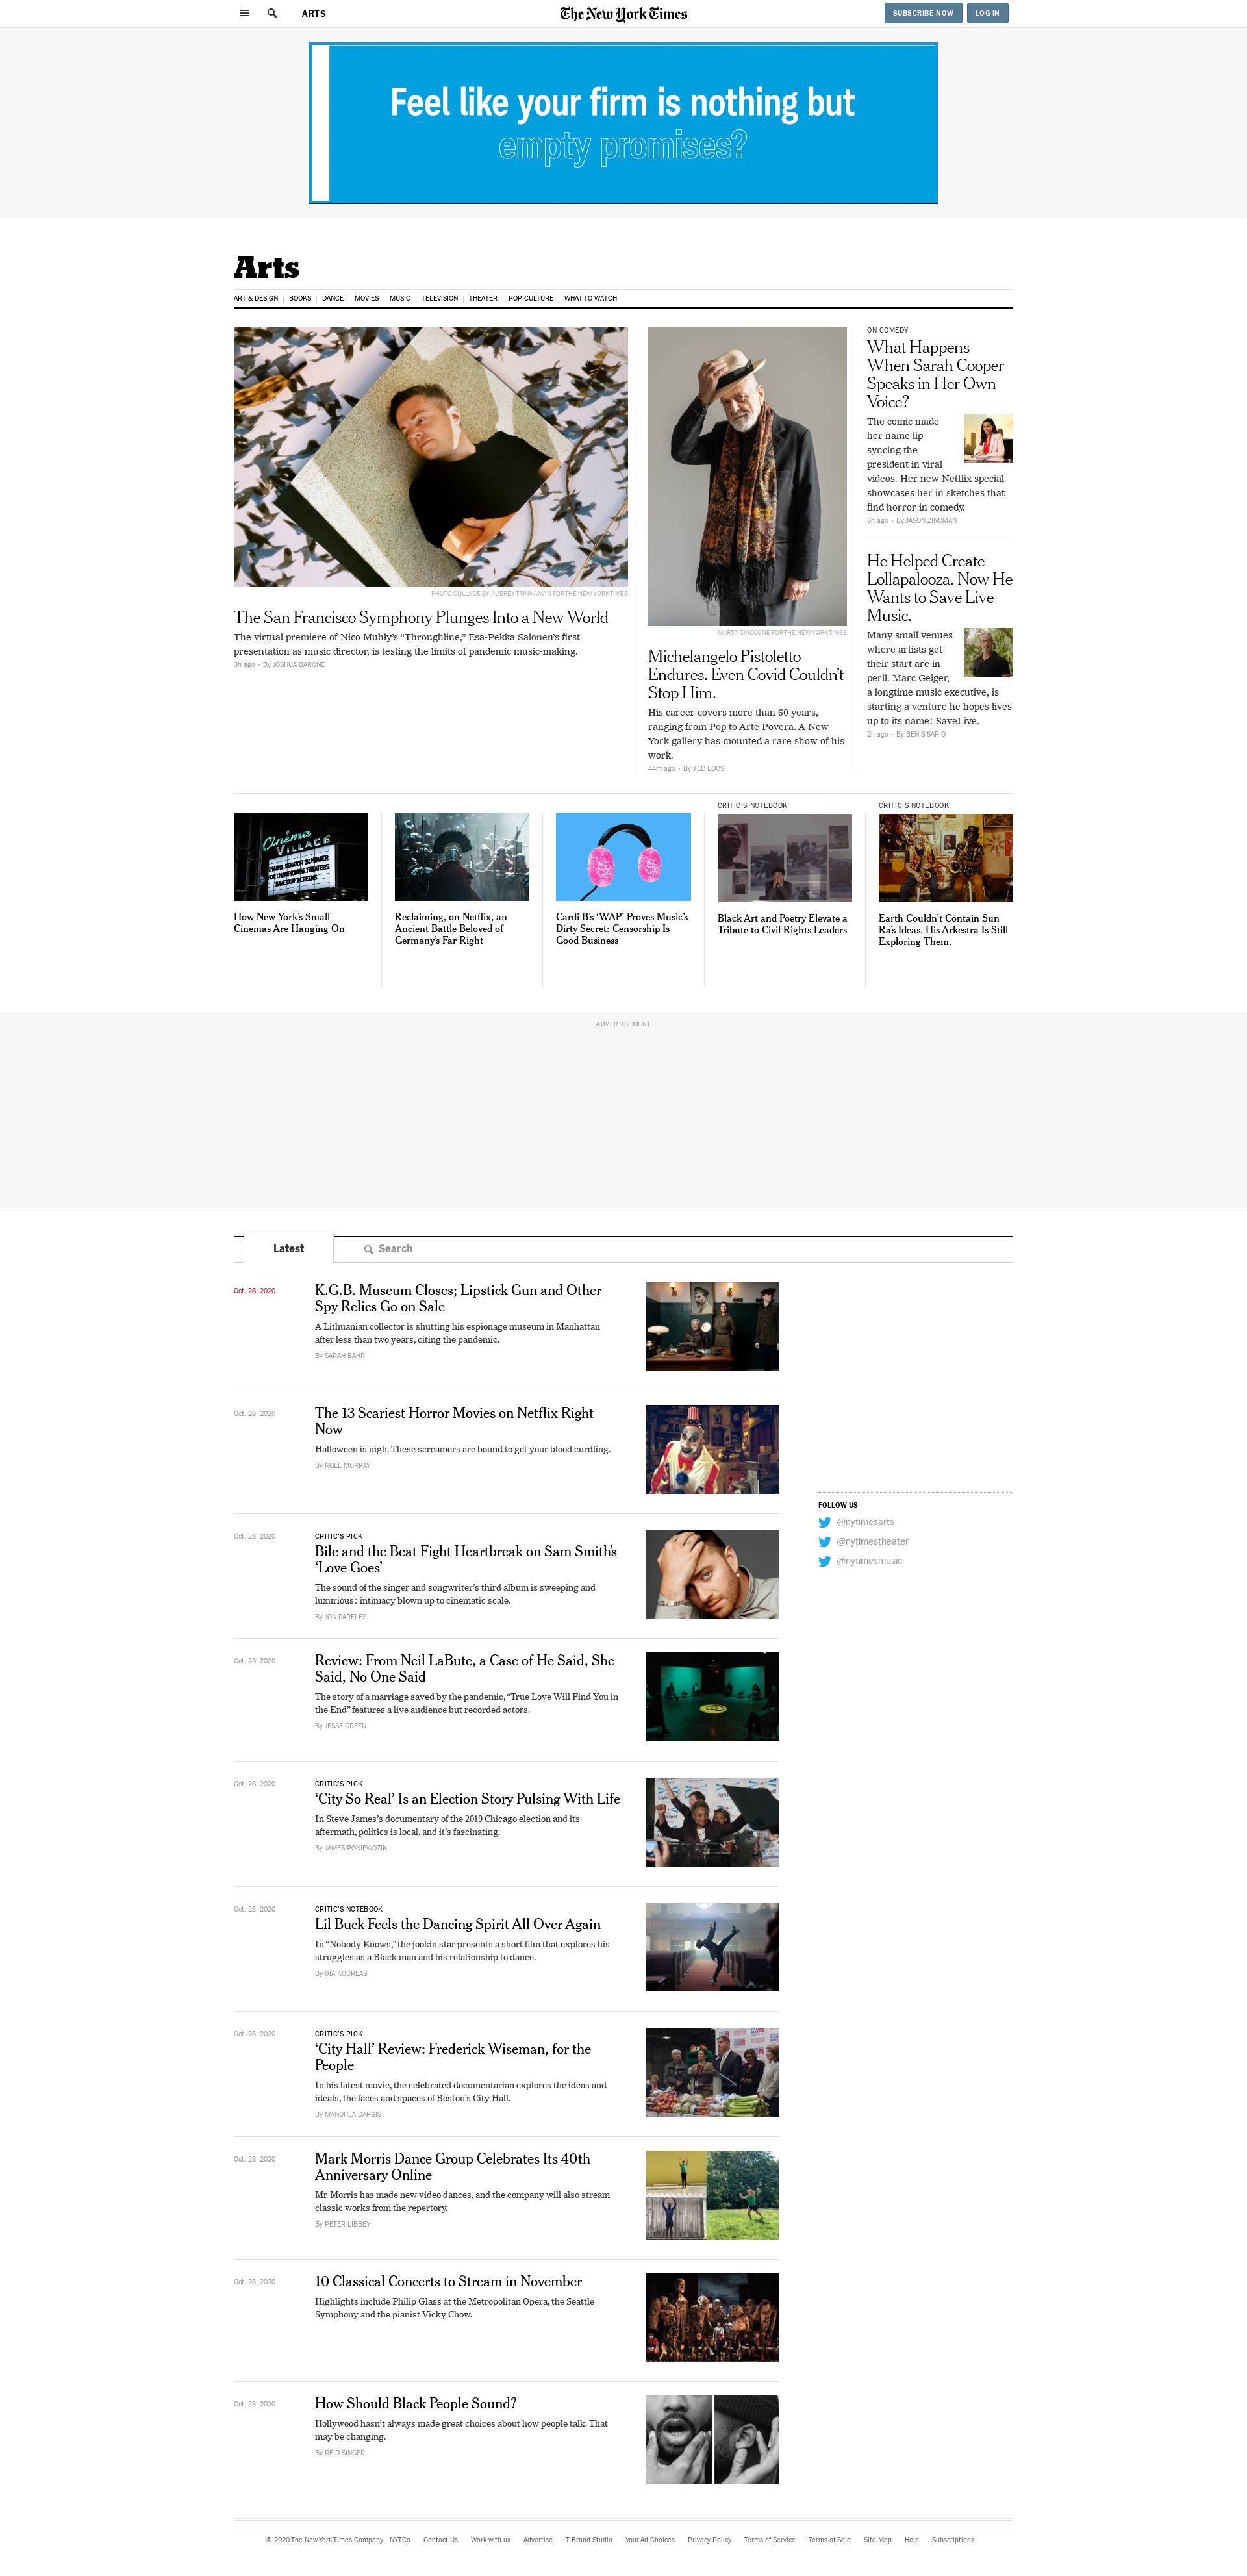 ARTS
The New York Times
SUBSCRIBE NOW
LOG IN
Feel like your firm is nothing but
empty promises?
Arts
ART & DESIGN
BOOKS
DANCE
MOVIES
MUSIC
TELEVISION
THEATER
POP CULTURE
WHAT TO WATCH
PHOTO COLLAGE BY AUBREY TRINNAMAN FOR THE NEW YORK TIMES
The San Francisco Symphony Plunges Into a New World
The virtual premiere of Nico Muhly's “Throughline,” Esa-Pekka Salonen's first
presentation as music director, is testing the limits of pandemic music-making.
3h ago • By JOSHUA BARONE
MARTA GIACCONE FOR THE NEW YORK TIMES
Michelangelo Pistoletto
Endures. Even Covid Couldn't
Stop Him.
His career covers more than 60 years,
ranging from Pop to Arte Povera. A New
York gallery has mounted a rare show of his
work.
44m ago • By TED LOOS
ON COMEDY
What Happens
When Sarah Cooper
Speaks in Her Own
Voice?
The comic made
her name lip-
syncing the
president in viral
videos. Her new Netflix special
showcases her in sketches that
find horror in comedy.
6h ago • By JASON ZINOMAN
He Helped Create
Lollapalooza. Now He
Wants to Save Live
Music.
Many small venues
where artists get
their start are in
peril. Marc Geiger,
a longtime music executive, is
starting a venture he hopes lives
up to its name: SaveLive.
2h ago • By BEN SISARIO
Cinema
VILLAGE
THANKS SENATOR SCHUMER
FOR CHAMPIONING THEATERS
SAVE OUR SCREENS
How New York's Small
Cinemas Are Hanging On
Reclaiming, on Netflix, an
Ancient Battle Beloved of
Germany's Far Right
Cardi B's ‘WAP’ Proves Music's
Dirty Secret: Censorship Is
Good Business
CRITIC'S NOTEBOOK
Black Art and Poetry Elevate a
Tribute to Civil Rights Leaders
CRITIC'S NOTEBOOK
Earth Couldn't Contain Sun
Ra's Ideas. His Arkestra Is Still
Exploring Them.
ADVERTISEMENT
Latest
Search
Oct. 28, 2020
K.G.B. Museum Closes; Lipstick Gun and Other
Spy Relics Go on Sale
A Lithuanian collector is shutting his espionage museum in Manhattan
after less than two years, citing the pandemic.
By SARAH BAHR
Oct. 28, 2020
The 13 Scariest Horror Movies on Netflix Right
Now
Halloween is nigh. These screamers are bound to get your blood curdling.
By NOEL MURRAY
FOLLOW US
@nytimesarts
@nytimestheater
@nytimesmusic
Oct. 28, 2020
CRITIC'S PICK
Bile and the Beat Fight Heartbreak on Sam Smith's
‘Love Goes’
The sound of the singer and songwriter's third album is sweeping and
luxurious: intimacy blown up to cinematic scale.
By JON PARELES
Oct. 28, 2020
Review: From Neil LaBute, a Case of He Said, She
Said, No One Said
The story of a marriage saved by the pandemic, “True Love Will Find You in
the End” features a live audience but recorded actors.
By JESSE GREEN
Oct. 28, 2020
CRITIC'S PICK
‘City So Real’ Is an Election Story Pulsing With Life
In Steve James's documentary of the 2019 Chicago election and its
aftermath, politics is local, and it's fascinating.
By JAMES PONIEWOZIK
Oct. 28, 2020
CRITIC'S NOTEBOOK
Lil Buck Feels the Dancing Spirit All Over Again
In “Nobody Knows,” the jookin star presents a short film that explores his
struggles as a Black man and his relationship to dance.
By GIA KOURLAS
Oct. 28, 2020
CRITIC'S PICK
‘City Hall’ Review: Frederick Wiseman, for the
People
In his latest movie, the celebrated documentarian explores the ideas and
ideals, the faces and spaces of Boston's City Hall.
By MANOHLA DARGIS
Oct. 28, 2020
Mark Morris Dance Group Celebrates Its 40th
Anniversary Online
Mr. Morris has made new video dances, and the company will also stream
classic works from the repertory.
By PETER LIBBEY
Oct. 28, 2020
10 Classical Concerts to Stream in November
Highlights include Philip Glass at the Metropolitan Opera, the Seattle
Symphony and the pianist Vicky Chow.
Oct. 28, 2020
How Should Black People Sound?
Hollywood hasn't always made great choices about how people talk. That
may be changing.
By REID SINGER
© 2020 The New York Times Company
NYTCo
Contact Us
Work with us
Advertise
T Brand Studio
Your Ad Choices
Privacy Policy
Terms of Service
Terms of Sale
Site Map
Help
Subscriptions